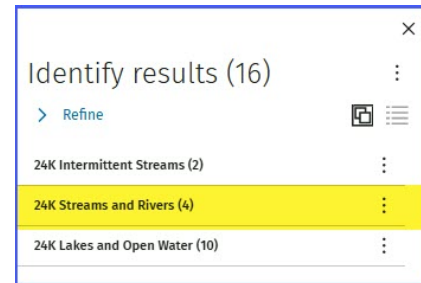 Identify results (16)
Refine
24K Intermittent Streams (2)
24K Streams and Rivers (4)
24K Lakes and Open Water (10)